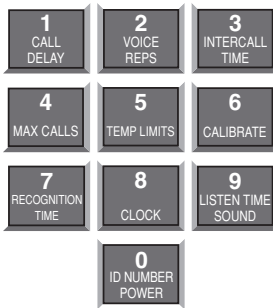 1
CALL
DELAY
2
VOICE
REPS
3
INTERCALL
TIME
4
MAX CALLS
5
TEMP LIMITS
6
CALIBRATE
7
RECOGNITION
TIME
8
CLOCK
9
LISTEN TIME
SOUND
0
ID NUMBER
POWER